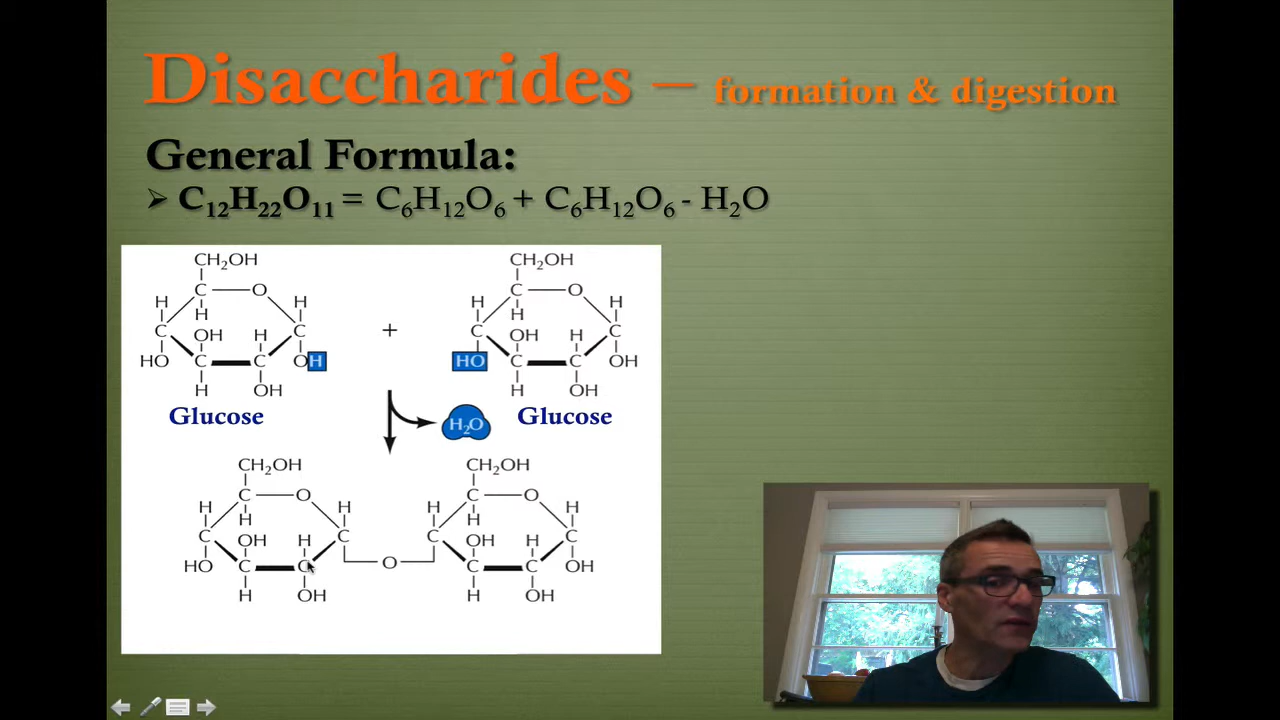 Disaccharides – formation & digestion
General Formula:
➢ C₁₂H₂₂O₁₁ = C₆H₁₂O₆ + C₆H₁₂O₆ - H₂O
CH₂OH CH₂OH
C O C O
H H H H H H
C OH H C + C OH H C
HO C C OH HO C C OH
H OH H OH
Glucose H₂O Glucose
CH₂OH CH₂OH
C O C O
H H H H H H
C OH H C C OH H C
HO C C O C C OH
H OH H OH